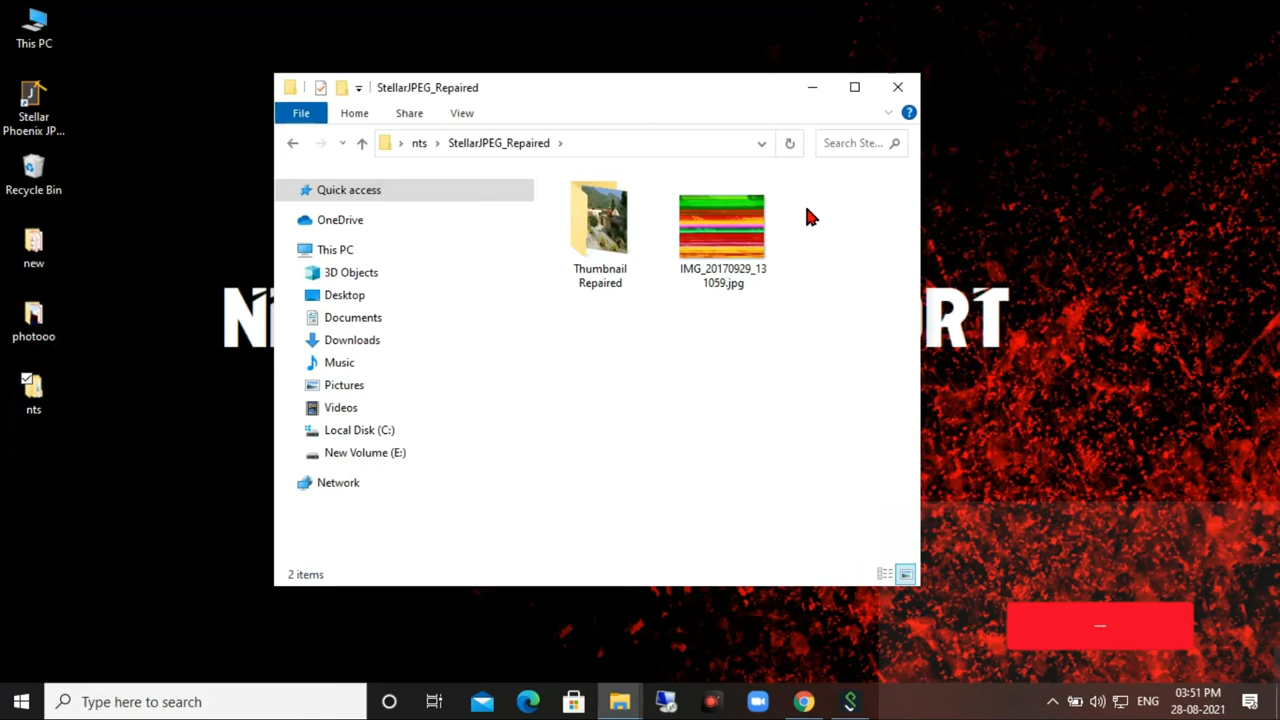 This PC
Stellar
Phoenix JP...
Recycle Bin
new
photooo
nts
StellarJPEG_Repaired
File
Home
Share
View
nts
StellarJPEG_Repaired
Search Ste...
Quick access
OneDrive
This PC
3D Objects
Desktop
Documents
Downloads
Music
Pictures
Videos
Local Disk (C:)
New Volume (E:)
Network
Thumbnail
Repaired
IMG_20170929_13
1059.jpg
2 items
Type here to search
ENG
03:51 PM
28-08-2021